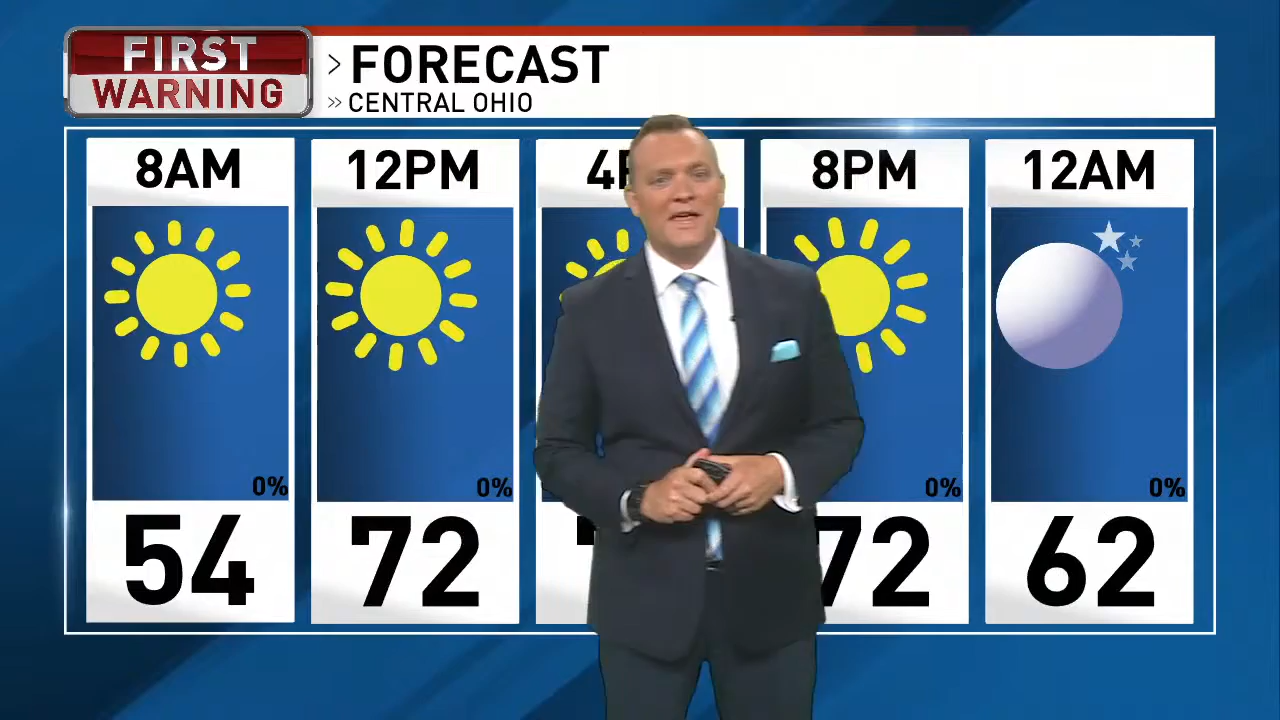 FIRST
WARNING
> FORECAST
» CENTRAL OHIO
8AM 12PM 8PM 12AM
0% 0% 0% 0%
54 72 72 62